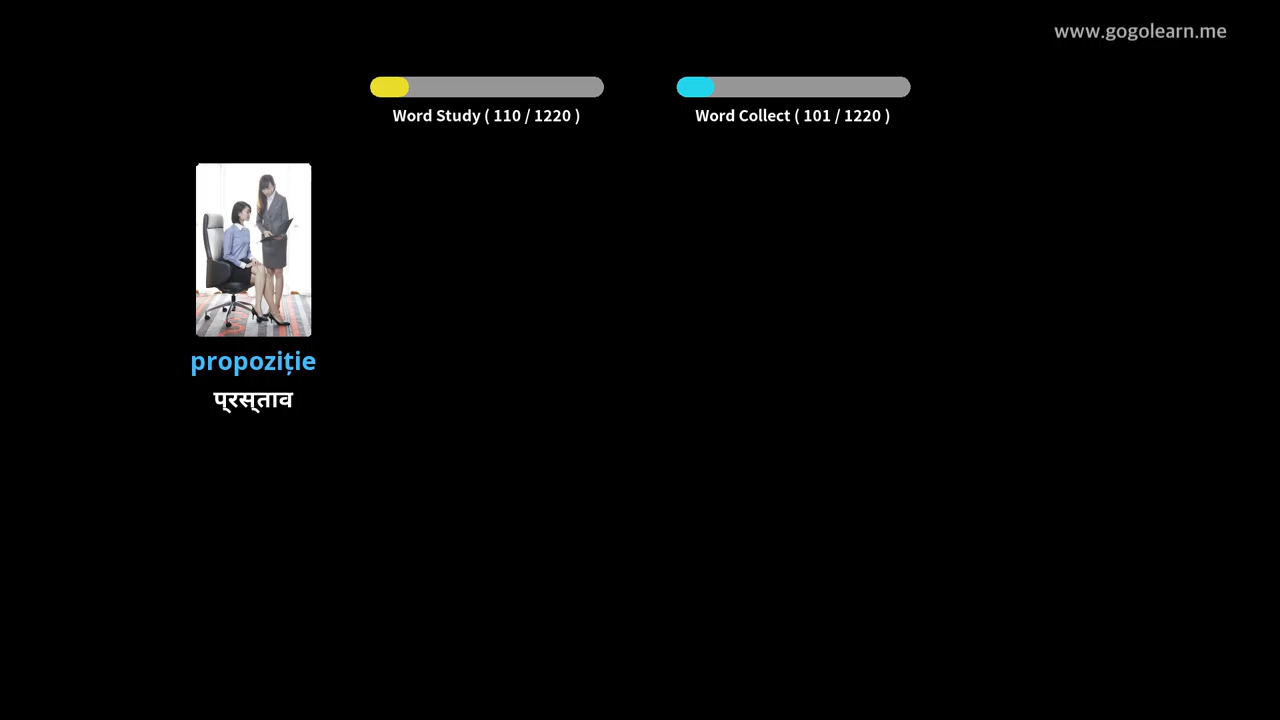 www.gogolearn.me
Word Study ( 110 / 1220 )
Word Collect ( 101 / 1220 )
propoziție
प्रस्ताव